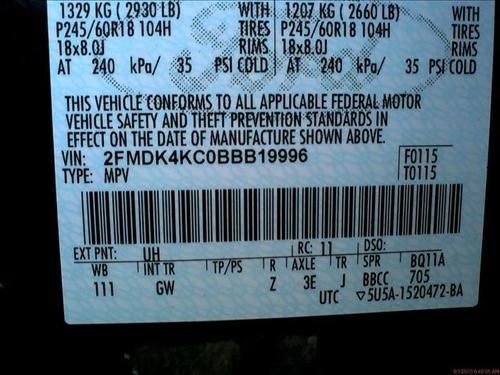 1329 KG ( 2930 LB) WITH 1207 KG ( 2660 LB) WITH
P245/60R18 104H TIRES P245/60R18 104H TIRES
18x8.0J RIMS 18x8.0J RIMS
AT 240 kPa/ 35 PSI COLD AT 240 kPa/ 35 PSI COLD
THIS VEHICLE CONFORMS TO ALL APPLICABLE FEDERAL MOTOR
VEHICLE SAFETY AND THEFT PREVENTION STANDARDS IN
EFFECT ON THE DATE OF MANUFACTURE SHOWN ABOVE.
VIN: 2FMDK4KC0BBB19996 F0115
TYPE: MPV T0115
EXT PNT: UH RC: 11 DSO:
WB INT TR TP/PS R AXLE TR SPR BQ11A
111 GW Z 3E J BBCC 705
UTC ▽5U5A-1520472-BA